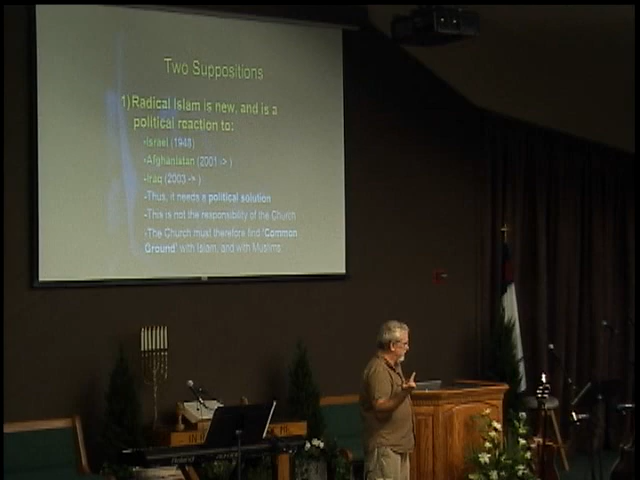 Two Suppositions
1) Radical Islam is new, and is a
political reaction to:
-Israel (1948)
-Afghanistan (2001 -> )
-Iraq (2003 -> )
-Thus, it needs a political solution
-This is not the responsibility of the Church
-The Church must therefore find 'Common
Ground' with Islam, and with Muslims
Roland